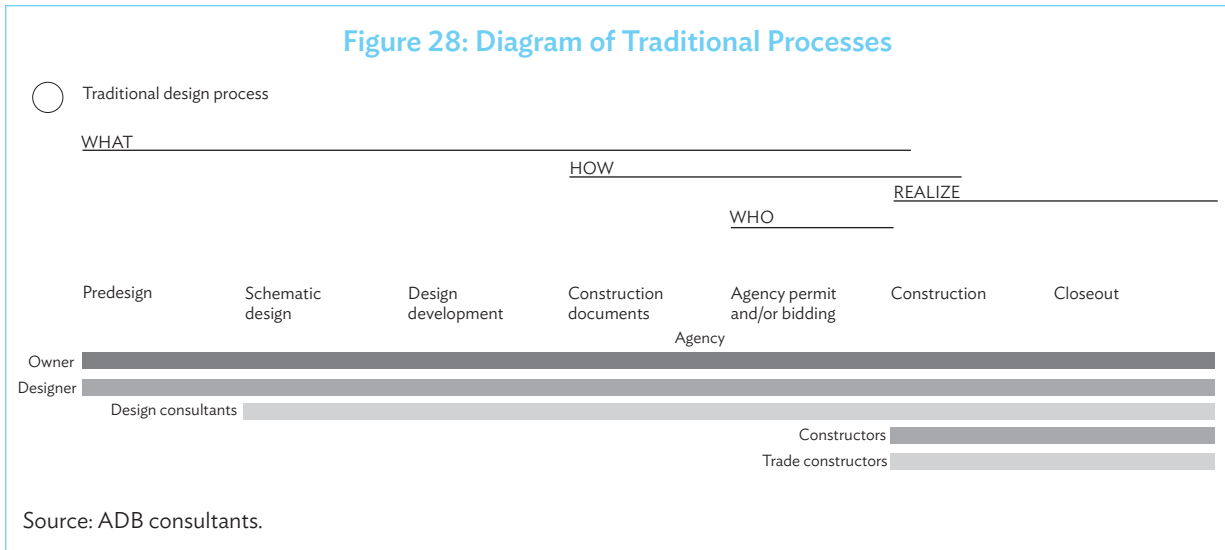 Figure 28: Diagram of Traditional Processes
Traditional design process
WHAT
HOW
REALIZE
WHO
Predesign
Schematic
design
Design
development
Construction
documents
Agency permit
and/or bidding
Construction
Closeout
Agency
Owner
Designer
Design consultants
Constructors
Trade constructors
Source: ADB consultants.